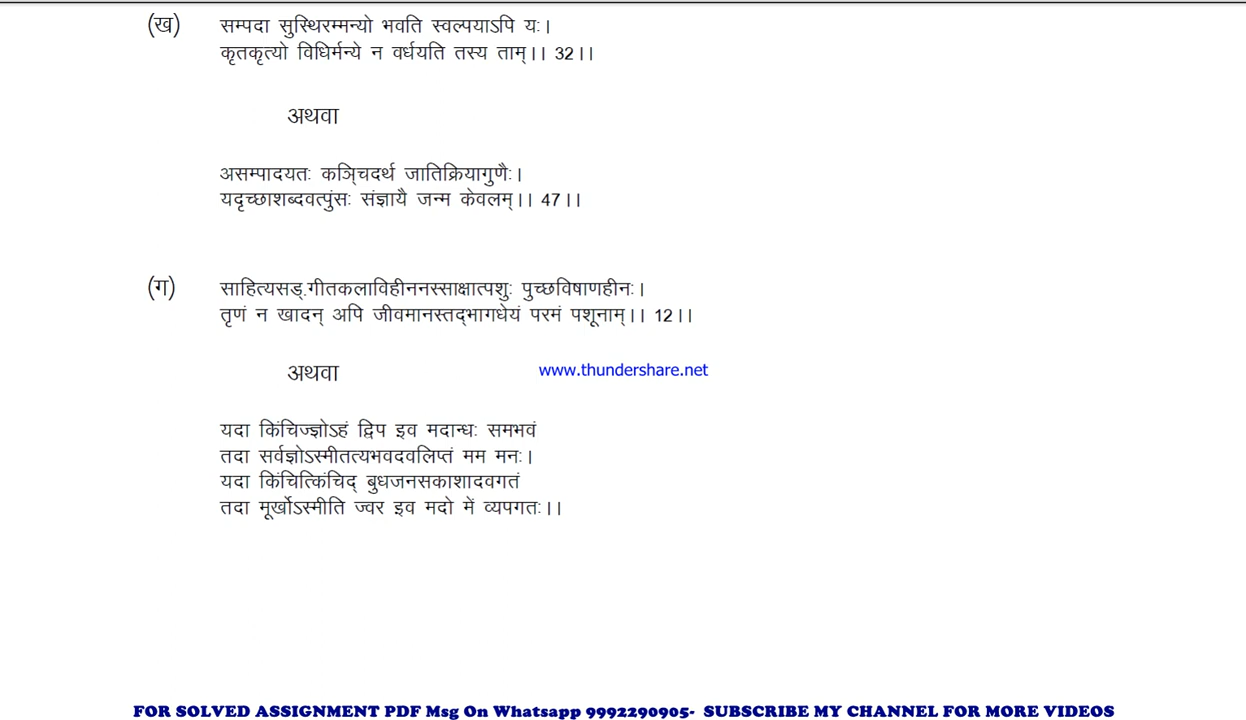 (ख) सम्पदा सुस्थिरम्मन्यो भवति स्वल्पयाऽपि यः।
कृतकृत्यो विधिर्मन्ये न वर्धयति तस्य ताम्।। 32।।
अथवा
असम्पादयतः कञ्चिदर्थ जातिक्रियागुणैः।
यदृच्छाशब्दवत्पुंसः संज्ञायै जन्म केवलम्।। 47।।
(ग) साहित्यसड्.गीतकलाविहीननस्साक्षात्पशुः पुच्छविषाणहीनः।
तृणं न खादन् अपि जीवमानस्तद्भागधेयं परमं पशूनाम्।। 12।।
अथवा
www.thundershare.net
यदा किंचिज्ज्ञोऽहं द्विप इव मदान्धः समभवं
तदा सर्वज्ञोऽस्मीतत्यभवदवलिप्तं मम मनः।
यदा किंचित्किंचिद् बुधजनसकाशादवगतं
तदा मूर्खोऽस्मीति ज्वर इव मदो में व्यपगतः।।
FOR SOLVED ASSIGNMENT PDF Msg On Whatsapp 9992290905- SUBSCRIBE MY CHANNEL FOR MORE VIDEOS